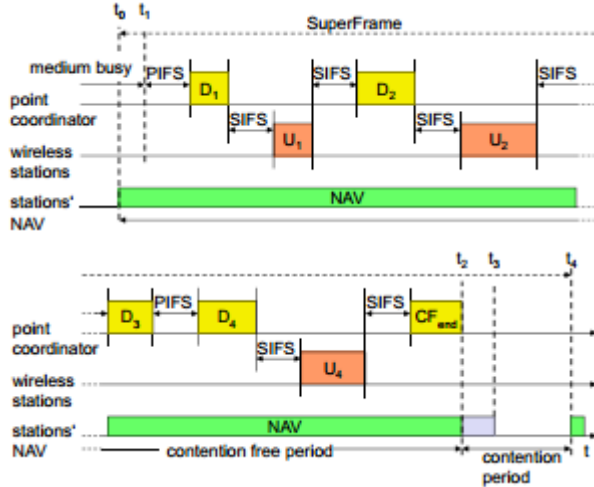 t₀ t₁
SuperFrame
medium busy PIFS SIFS SIFS
D₁ D₂
point
coordinator
SIFS SIFS
U₁ U₂
wireless
stations
stations'
NAV
NAV
t₂ t₃ t₄
PIFS SIFS
D₃ D₄ CFend
point
coordinator
SIFS
U₄
wireless
stations
stations'
NAV
NAV
contention free period
t
contention
period